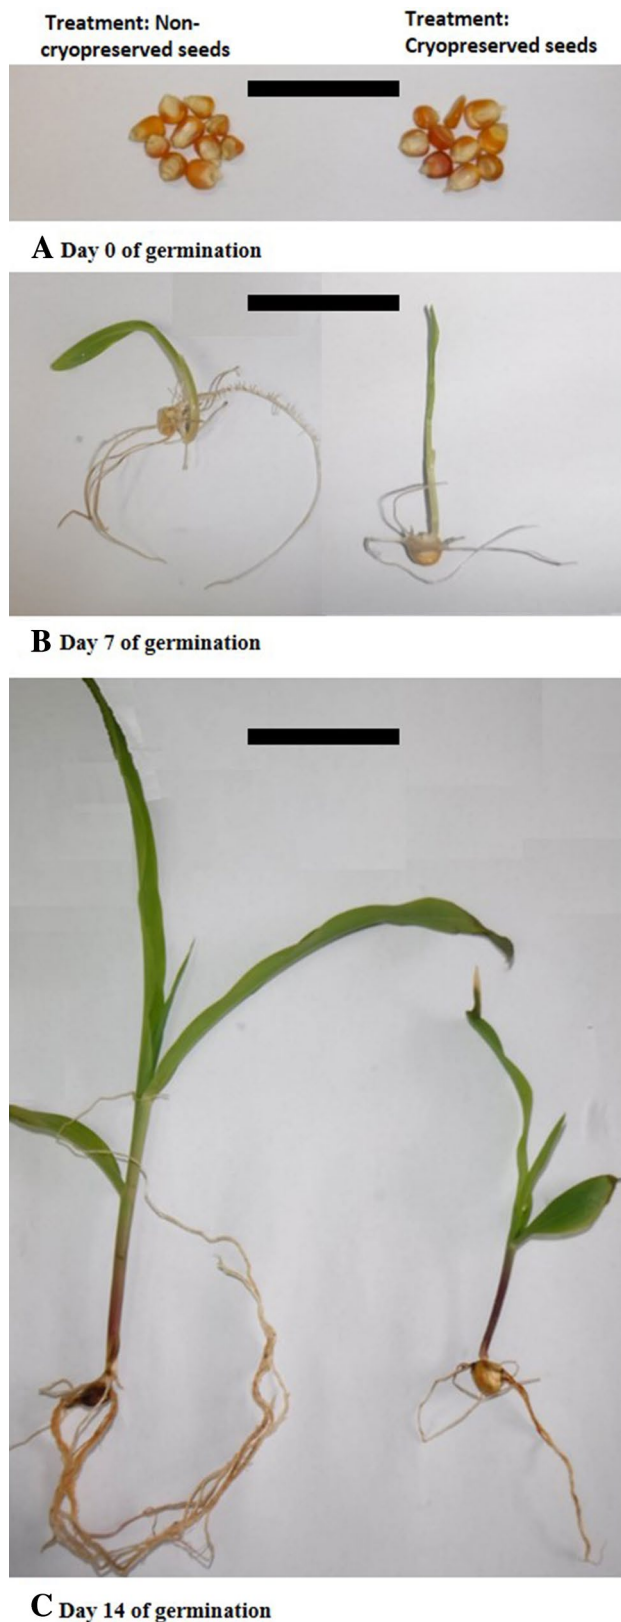 Treatment: Non-
cryopreserved seeds
Treatment:
Cryopreserved seeds
A Day 0 of germination
B Day 7 of germination
C Day 14 of germination